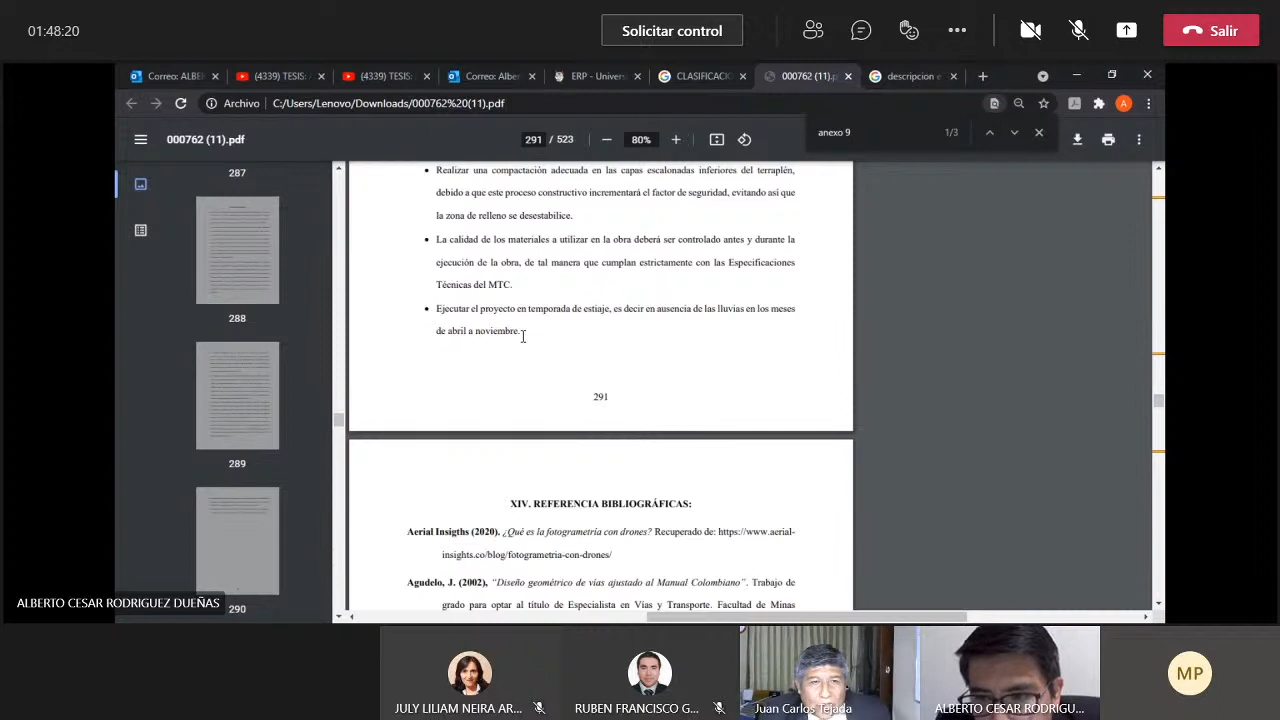 01:48:20
Solicitar control
Salir
Correo: ALBE
(4339) TESIS:
(4339) TESIS:
Correo: Alber
ERP - Univers
CLASIFICACIO
000762 (11).p
descripcion e
Archivo
C:/Users/Lenovo/Downloads/000762%20(11).pdf
A
000762 (11).pdf
291 / 523
80%
anexo 9
1/3
287
288
289
290
• Realizar una compactación adecuada en las capas escalonadas inferiores del terraplén,
debido a que este proceso constructivo incrementará el factor de seguridad, evitando así que
la zona de relleno se desestabilice.
• La calidad de los materiales a utilizar en la obra deberá ser controlado antes y durante la
ejecución de la obra, de tal manera que cumplan estrictamente con las Especificaciones
Técnicas del MTC.
• Ejecutar el proyecto en temporada de estiaje, es decir en ausencia de las lluvias en los meses
de abril a noviembre.
291
XIV. REFERENCIA BIBLIOGRÁFICAS:
Aerial Insigths (2020). ¿Qué es la fotogrametría con drones? Recuperado de: https://www.aerial-
insights.co/blog/fotogrametria-con-drones/
Agudelo, J. (2002), “Diseño geométrico de vías ajustado al Manual Colombiano”. Trabajo de
grado para optar al título de Especialista en Vías y Transporte. Facultad de Minas
ALBERTO CESAR RODRIGUEZ DUEÑAS
JULY LILIAM NEIRA AR...
RUBEN FRANCISCO G...
Juan Carlos Tejada
ALBERTO CESAR RODRIGU...
MP